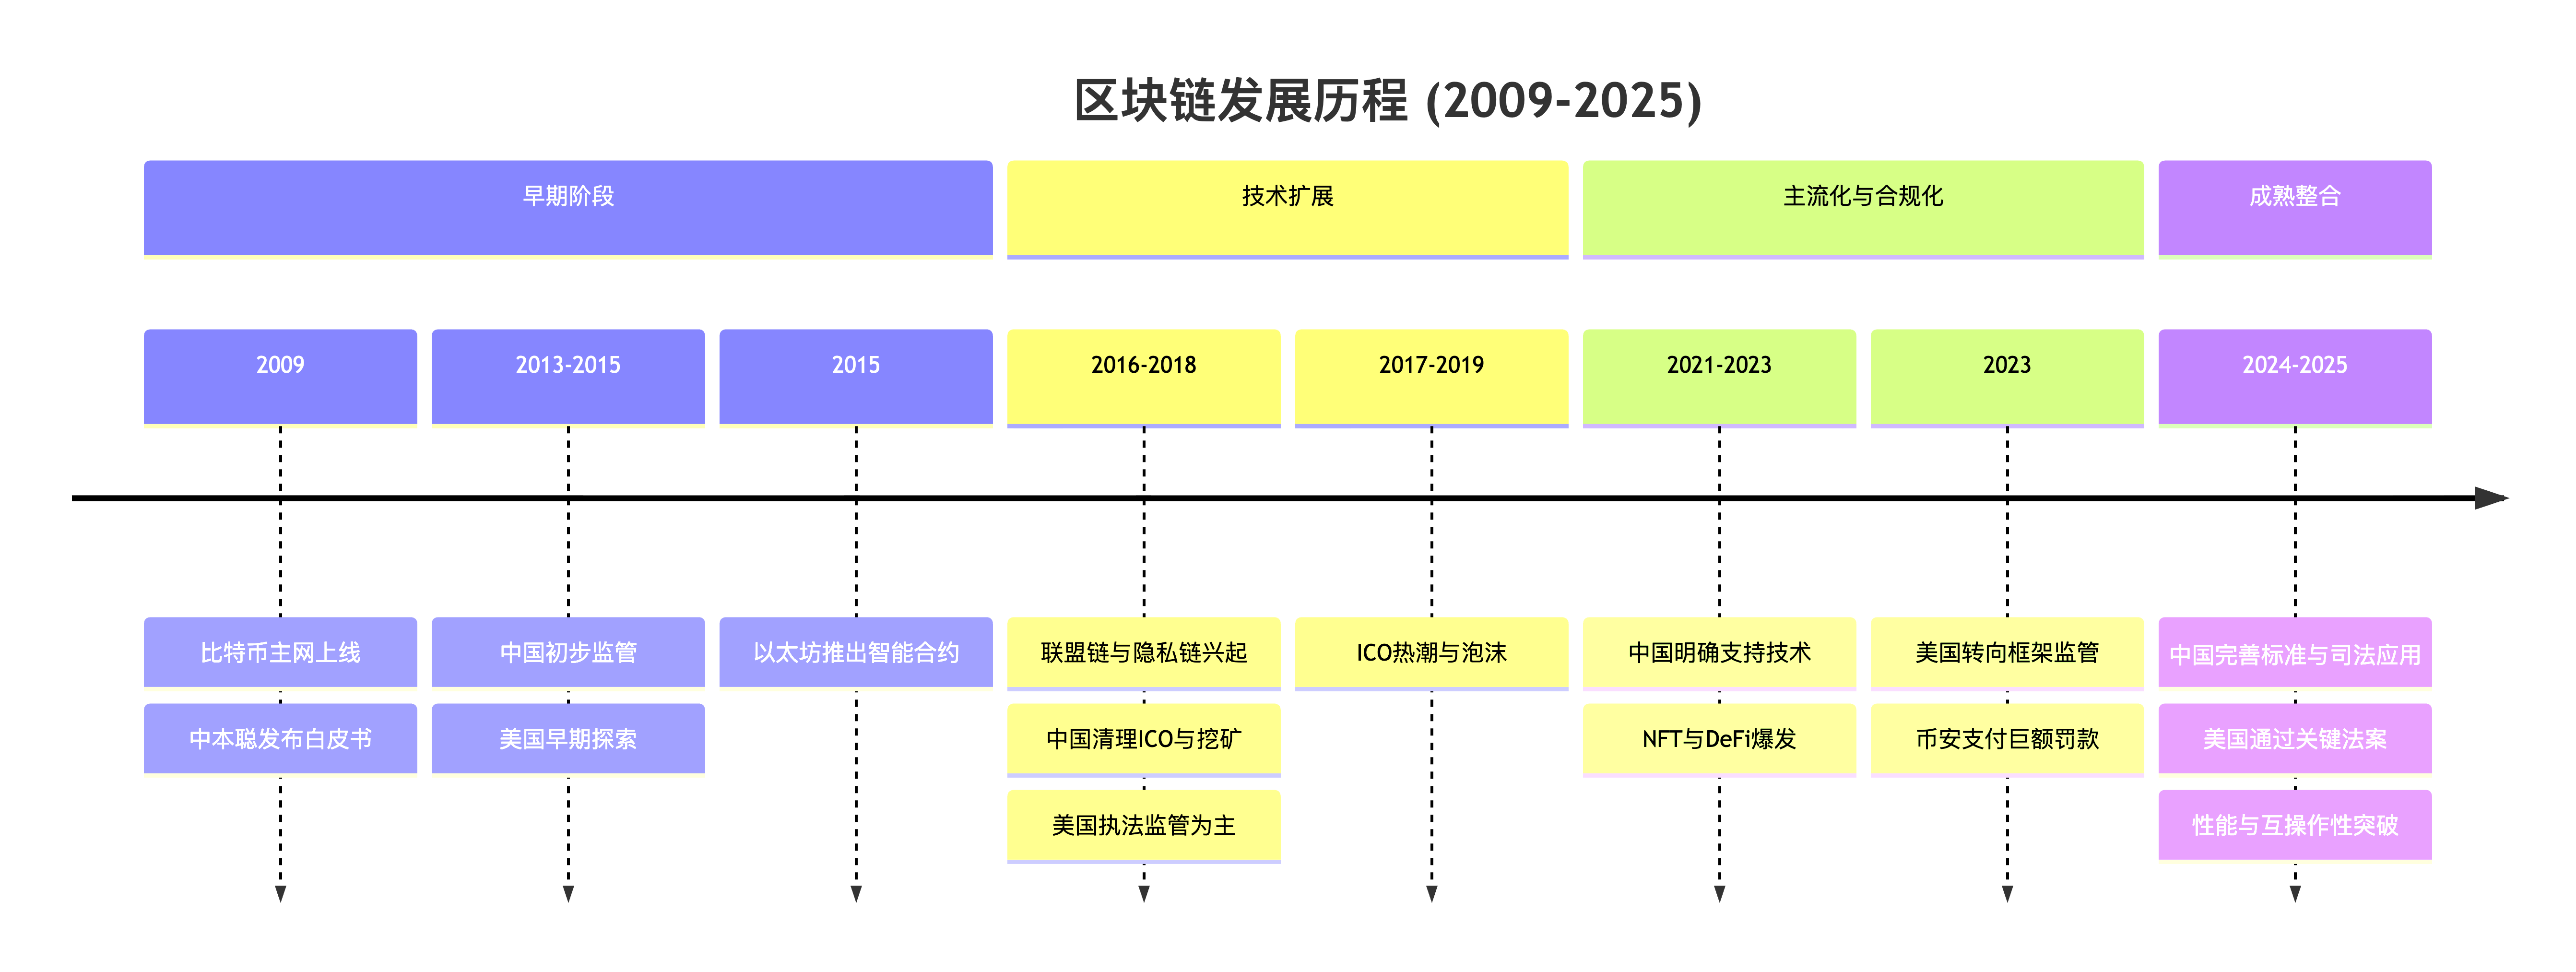 区块链发展历程 (2009-2025)
早期阶段
技术扩展
主流化与合规化
成熟整合
2009
2013-2015
2015
2016-2018
2017-2019
2021-2023
2023
2024-2025
比特币主网上线
中本聪发布白皮书
中国初步监管
美国早期探索
以太坊推出智能合约
联盟链与隐私链兴起
中国清理ICO与挖矿
美国执法监管为主
ICO热潮与泡沫
中国明确支持技术
NFT与DeFi爆发
美国转向框架监管
币安支付巨额罚款
中国完善标准与司法应用
美国通过关键法案
性能与互操作性突破